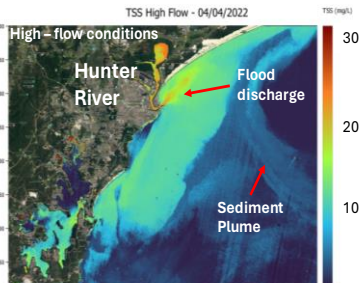 TSS High Flow - 04/04/2022
TSS (mg/L)
High – flow conditions
Hunter
River
Flood
discharge
Sediment
Plume
30
20
10